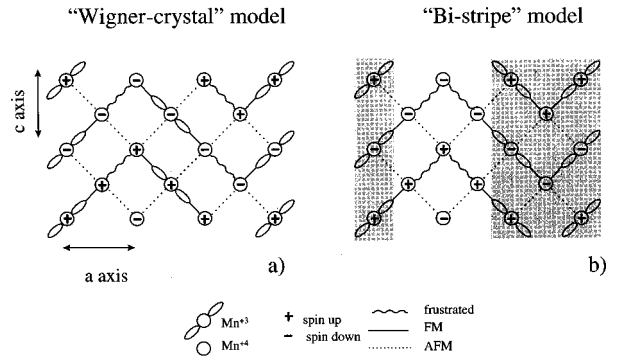 “Wigner-crystal” model
“Bi-stripe” model
c axis
a axis
a)
b)
Mn+3
Mn+4
+ spin up
− spin down
frustrated
FM
AFM